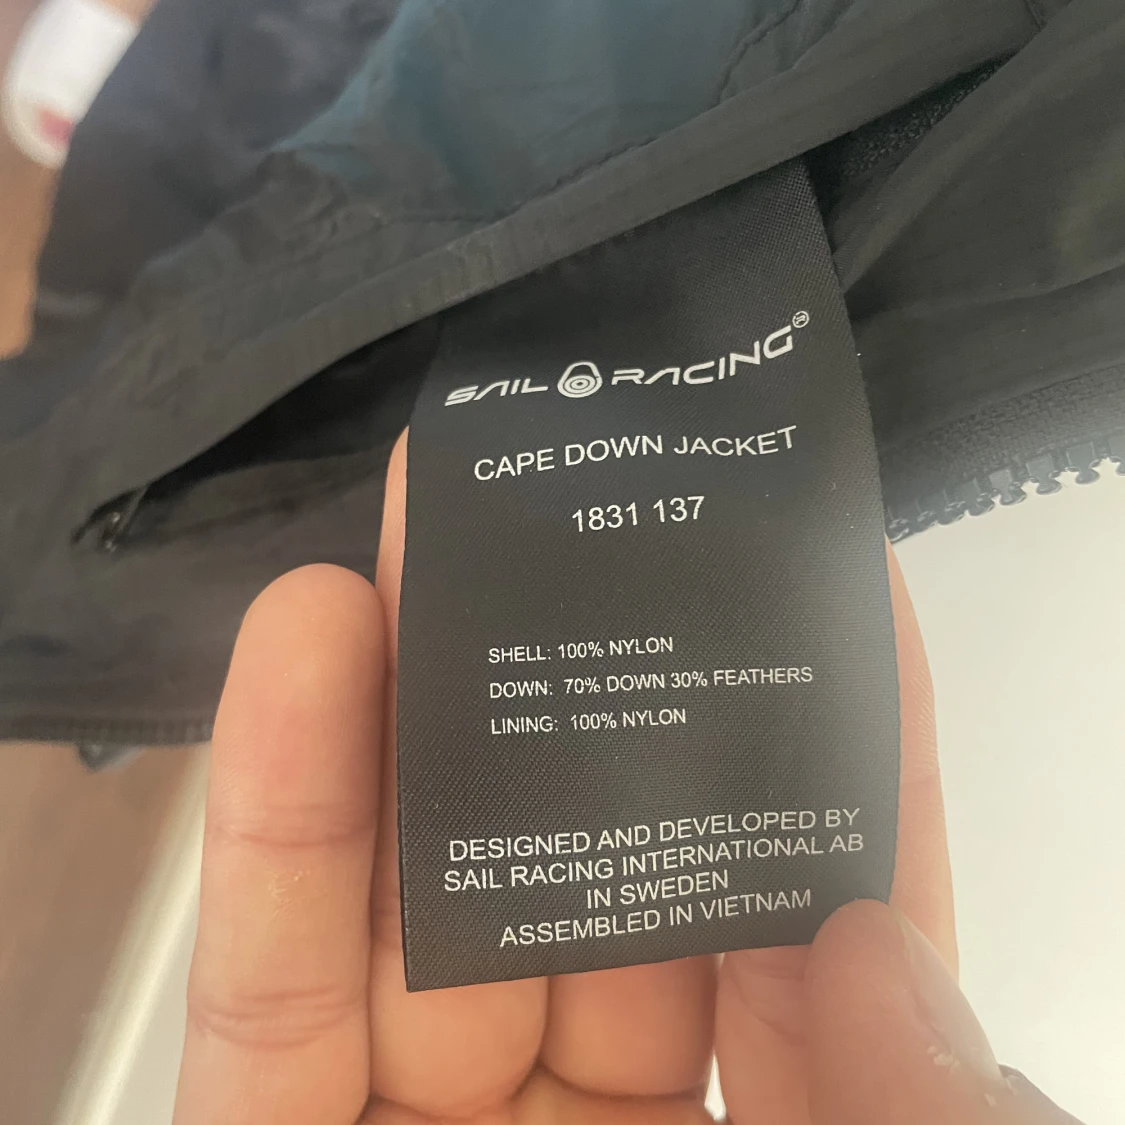 SAIL RACING®
CAPE DOWN JACKET
1831 137
SHELL: 100% NYLON
DOWN: 70% DOWN 30% FEATHERS
LINING: 100% NYLON
DESIGNED AND DEVELOPED BY
SAIL RACING INTERNATIONAL AB
IN SWEDEN
ASSEMBLED IN VIETNAM